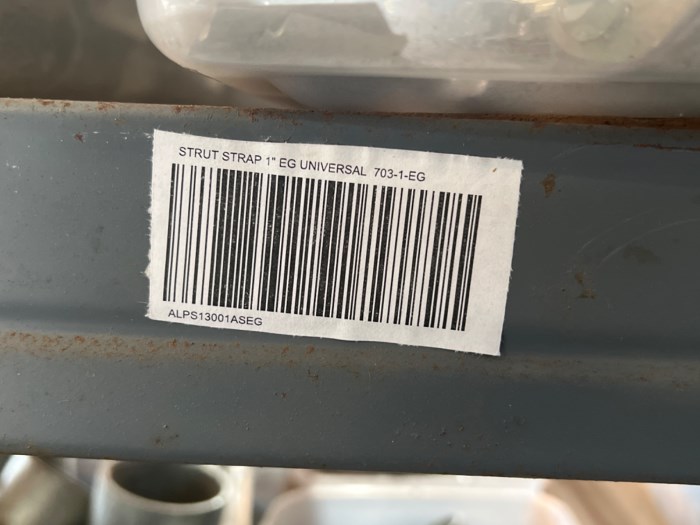 STRUT STRAP 1" EG UNIVERSAL 703-1-EG
ALPS13001ASEG